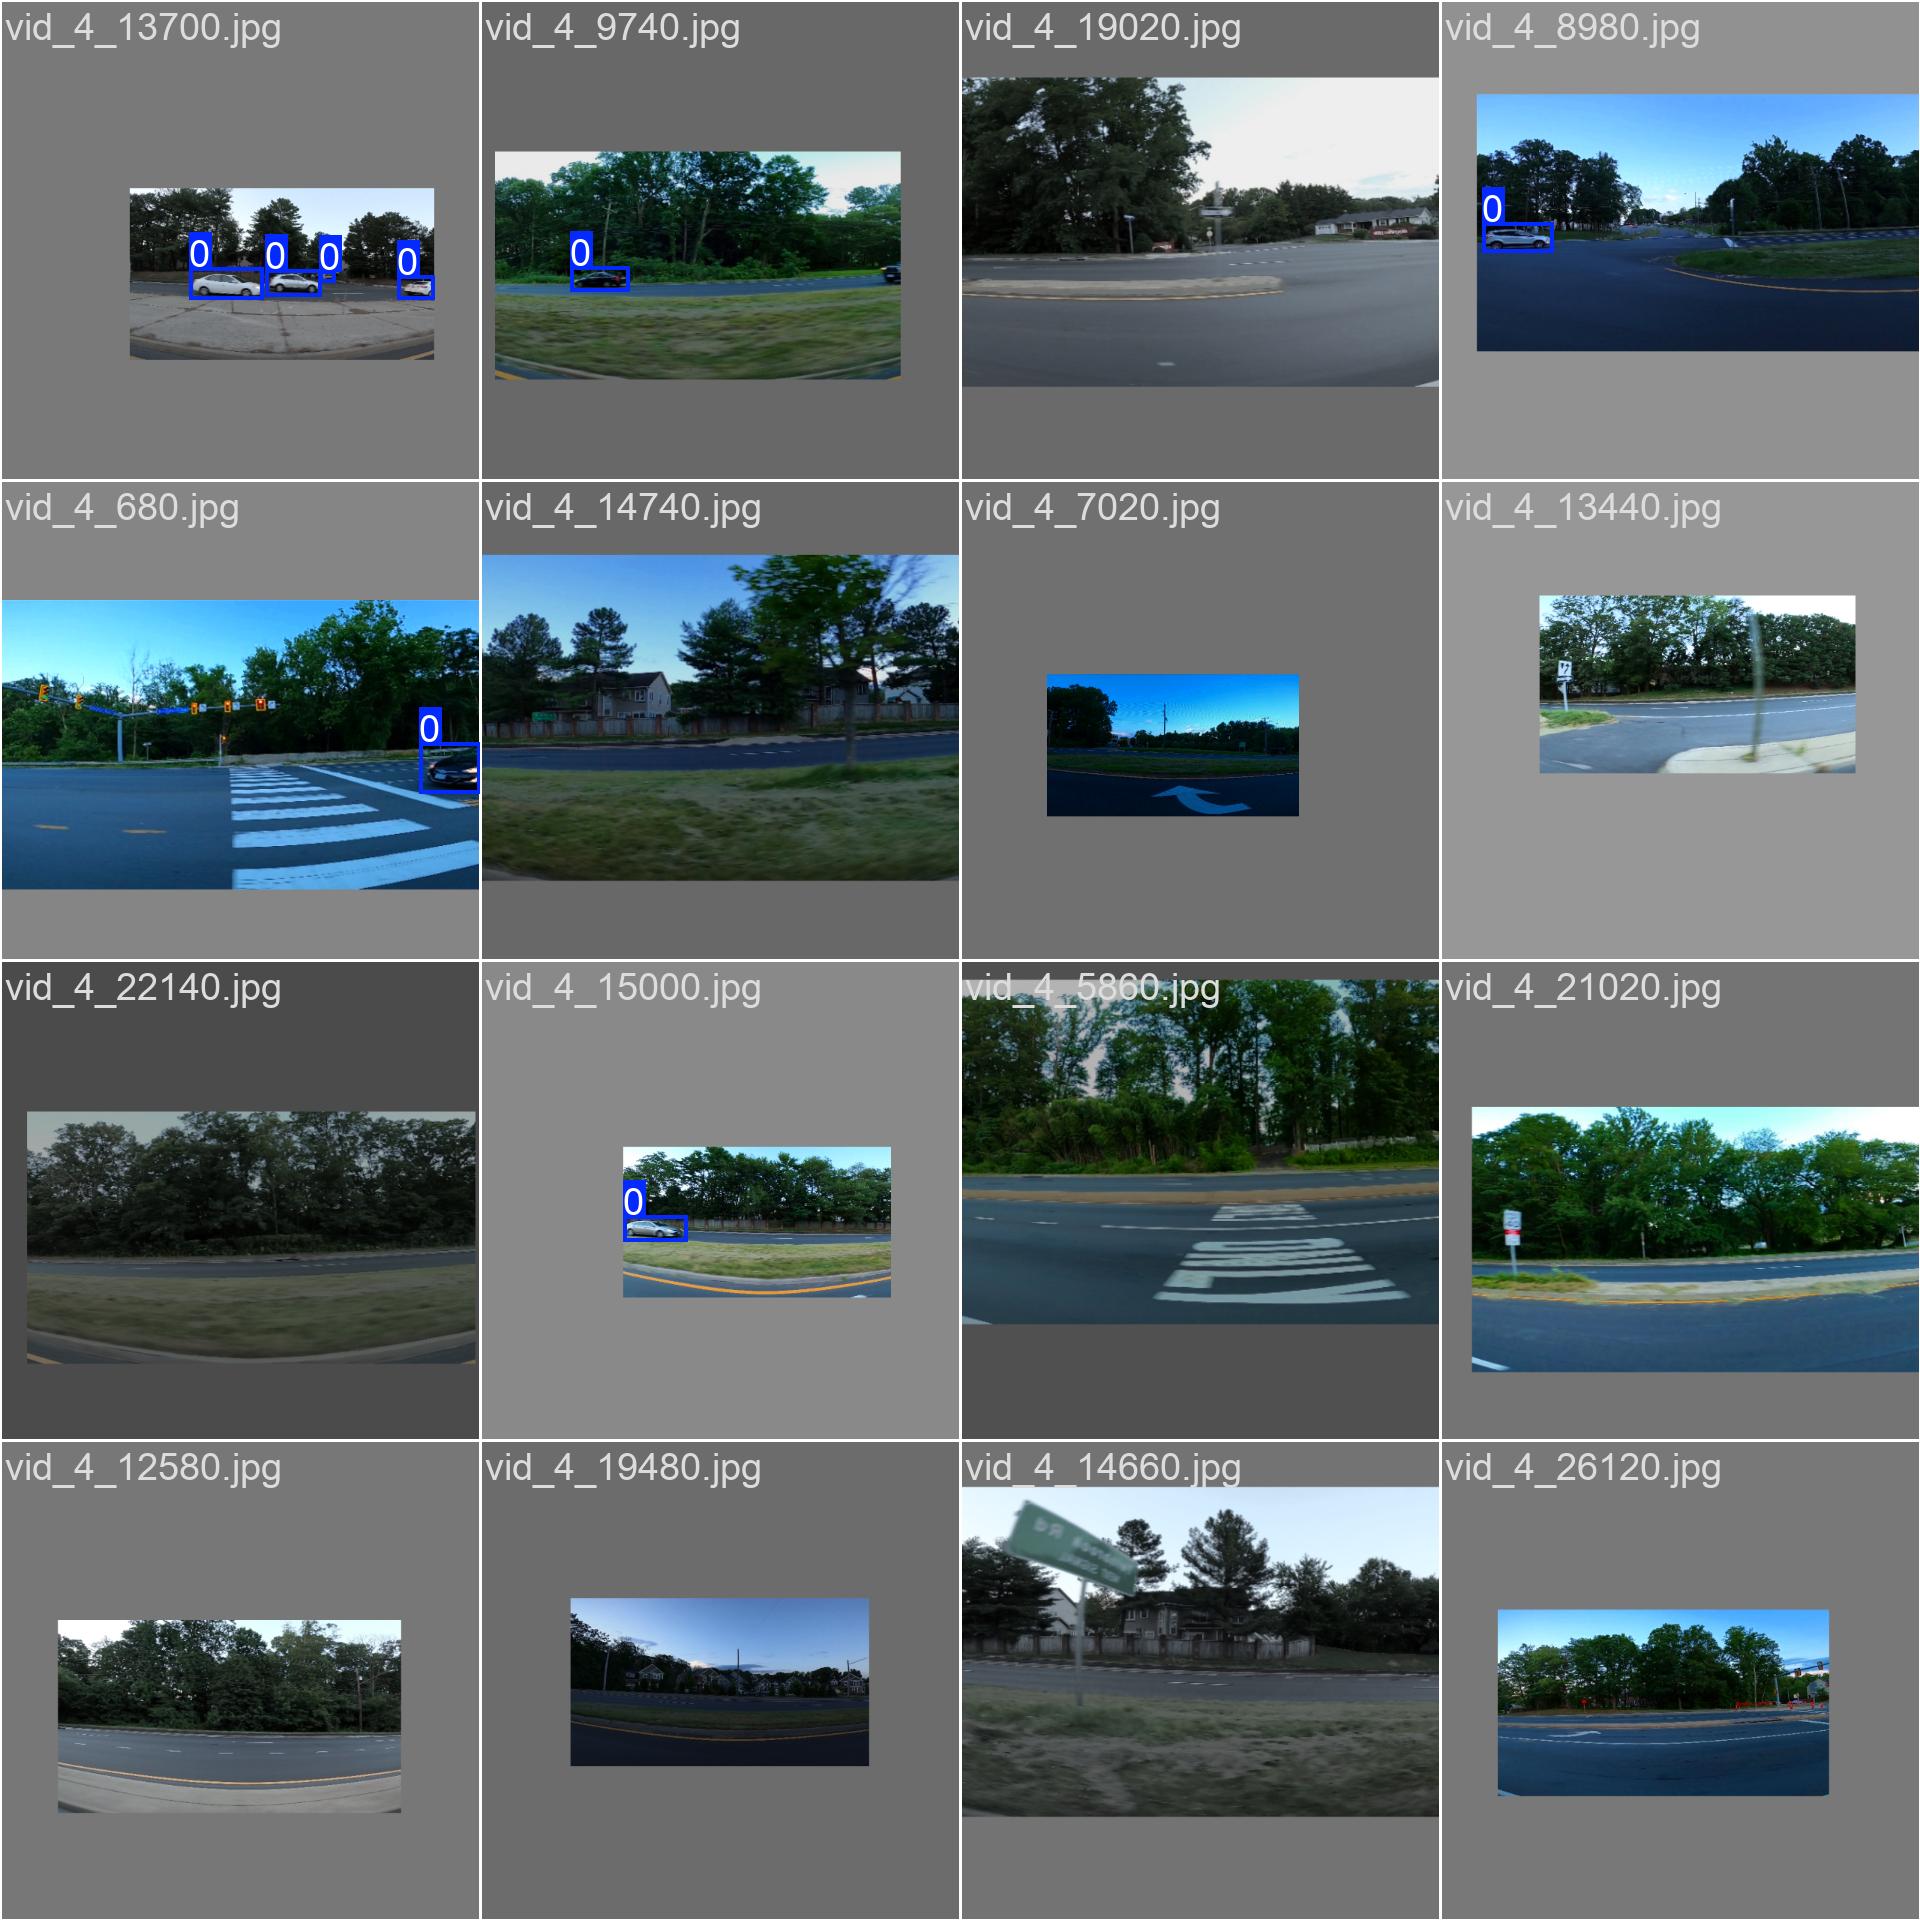 vid_4_13700.jpg
vid_4_9740.jpg
vid_4_19020.jpg
vid_4_8980.jpg
0
0
0
0
0
0
vid_4_680.jpg
vid_4_14740.jpg
vid_4_7020.jpg
vid_4_13440.jpg
0
vid_4_22140.jpg
vid_4_15000.jpg
vid_4_5860.jpg
vid_4_21020.jpg
0
vid_4_12580.jpg
vid_4_19480.jpg
vid_4_14660.jpg
vid_4_26120.jpg